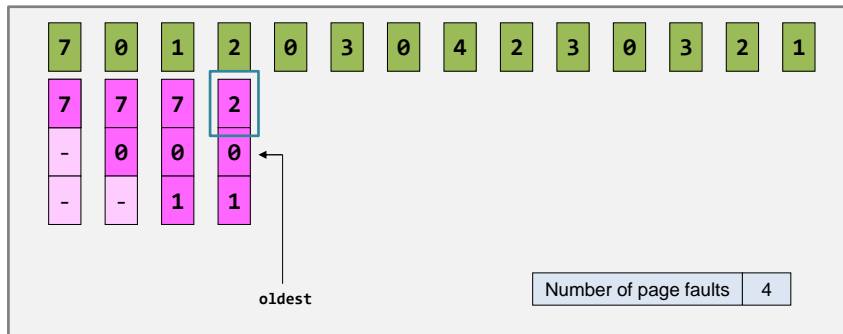 7 0 1 2 0 3 0 4 2 3 0 3 2 1
7 7 7 2
- 0 0 0
- - 1 1
oldest
Number of page faults 4